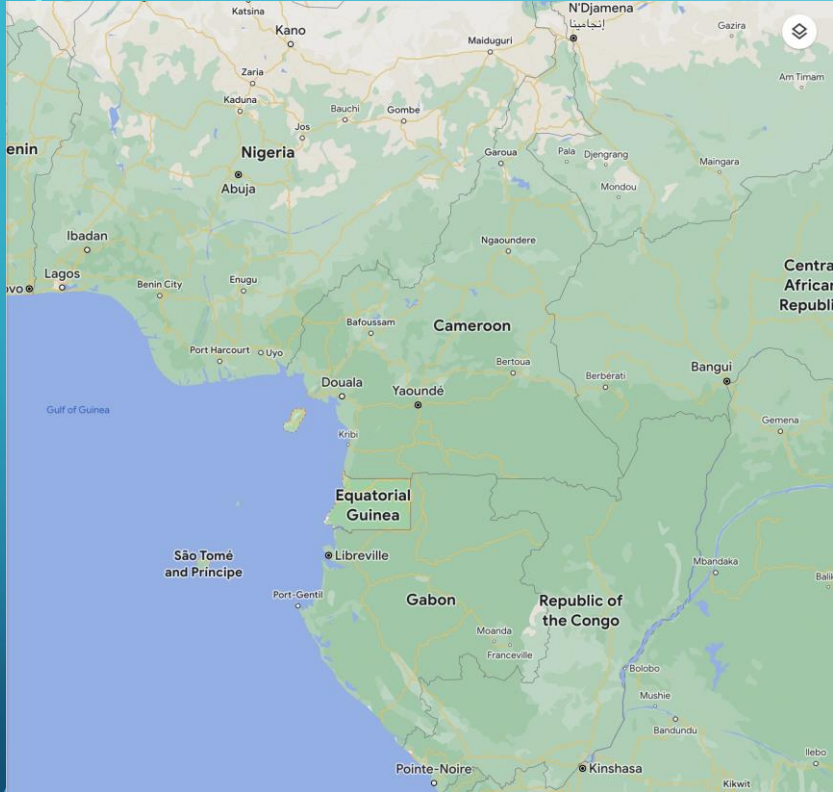 N'Djamena
إنجامينا
Katsina
Kano
Gazira
Maiduguri
Zaria
Am Timam
Kaduna
Bauchi
Gombe
Jos
enin
Nigeria
Garoua
Pala
Djengrang
Maingara
Abuja
Mondou
Ibadan
Ngaoundere
Lagos
Centra
African
Republi
ovo
Benin City
Enugu
Bafoussam
Cameroon
Port Harcourt
Uyo
Bertoua
Bangui
Douala
Yaoundé
Berbérati
Gulf of Guinea
Gemena
Kribi
Equatorial
Guinea
São Tomé
and Príncipe
Libreville
Mbandaka
Balik
Port-Gentil
Gabon
Republic of
the Congo
Moanda
Franceville
Bolobo
Mushie
Bandundu
Ilebo
Pointe-Noire
Kinshasa
Kikwit